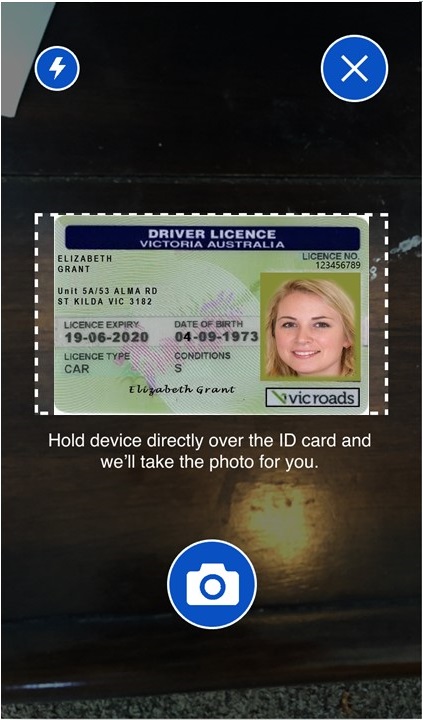 DRIVER LICENCE
VICTORIA AUSTRALIA
ELIZABETH
GRANT
LICENCE NO.
123456789
Unit 5A/53 ALMA RD
ST KILDA VIC 3182
LICENCE EXPIRY DATE OF BIRTH
19-06-2020 04-09-1973
LICENCE TYPE CONDITIONS
CAR S
Elizabeth Grant
vicroads
Hold device directly over the ID card and
we'll take the photo for you.